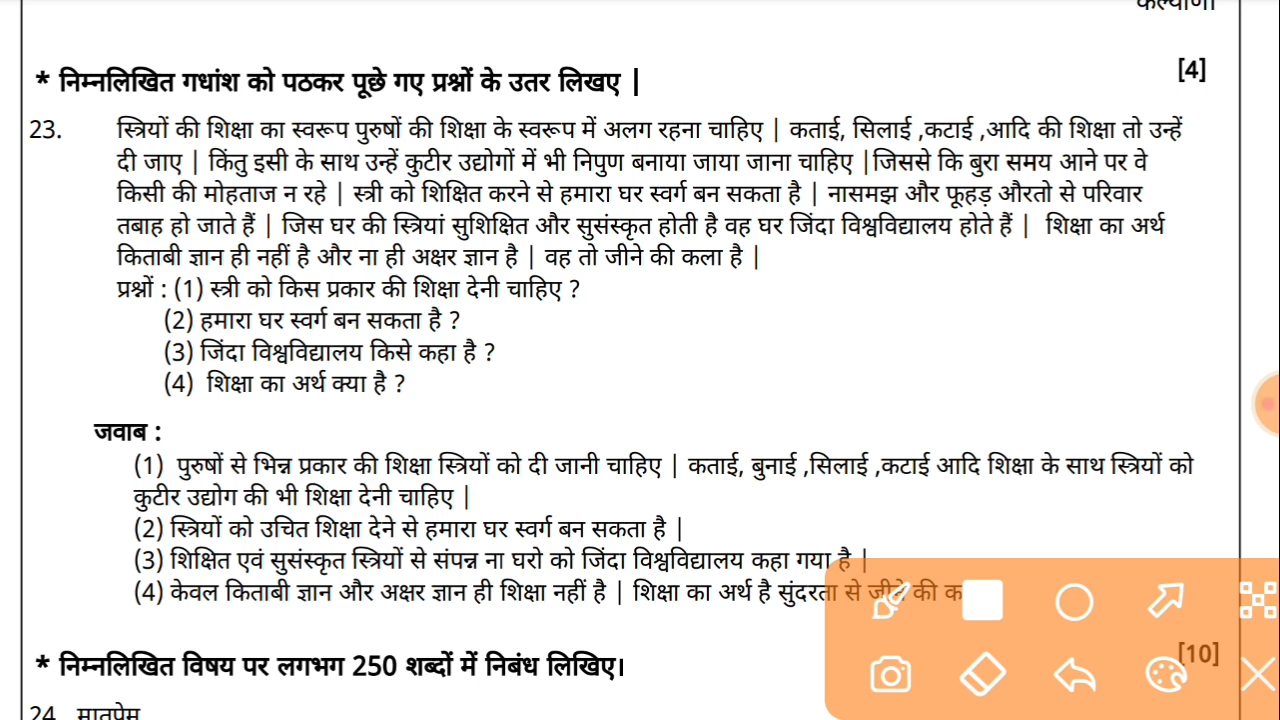 कल्याणी
* निम्नलिखित गधांश को पठकर पूछे गए प्रश्नों के उतर लिखए |
[4]
23. स्त्रियों की शिक्षा का स्वरूप पुरुषों की शिक्षा के स्वरूप में अलग रहना चाहिए | कताई, सिलाई ,कटाई ,आदि की शिक्षा तो उन्हें
दी जाए | किंतु इसी के साथ उन्हें कुटीर उद्योगों में भी निपुण बनाया जाया जाना चाहिए |जिससे कि बुरा समय आने पर वे
किसी की मोहताज न रहे | स्त्री को शिक्षित करने से हमारा घर स्वर्ग बन सकता है | नासमझ और फूहड़ औरतो से परिवार
तबाह हो जाते हैं | जिस घर की स्त्रियां सुशिक्षित और सुसंस्कृत होती है वह घर जिंदा विश्वविद्यालय होते हैं | शिक्षा का अर्थ
किताबी ज्ञान ही नहीं है और ना ही अक्षर ज्ञान है | वह तो जीने की कला है |
प्रश्नों : (1) स्त्री को किस प्रकार की शिक्षा देनी चाहिए ?
(2) हमारा घर स्वर्ग बन सकता है ?
(3) जिंदा विश्वविद्यालय किसे कहा है ?
(4) शिक्षा का अर्थ क्या है ?
जवाब :
(1) पुरुषों से भिन्न प्रकार की शिक्षा स्त्रियों को दी जानी चाहिए | कताई, बुनाई ,सिलाई ,कटाई आदि शिक्षा के साथ स्त्रियों को
कुटीर उद्योग की भी शिक्षा देनी चाहिए |
(2) स्त्रियों को उचित शिक्षा देने से हमारा घर स्वर्ग बन सकता है |
(3) शिक्षित एवं सुसंस्कृत स्त्रियों से संपन्न ना घरो को जिंदा विश्वविद्यालय कहा गया है |
(4) केवल किताबी ज्ञान और अक्षर ज्ञान ही शिक्षा नहीं है | शिक्षा का अर्थ है सुंदरता से जीने की
* निम्नलिखित विषय पर लगभग 250 शब्दों में निबंध लिखिए।
[10]
24. मातृप्रेम